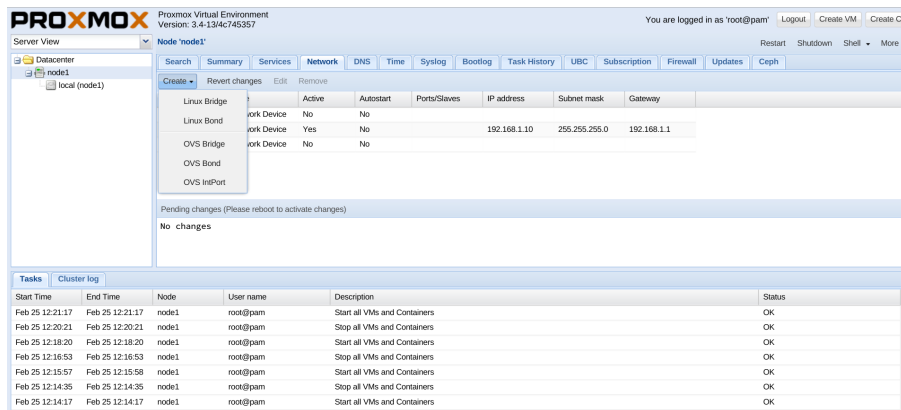 PROXMOX
Proxmox Virtual Environment
Version: 3.4-13/4c745357
You are logged in as 'root@pam' Logout Create VM Create C
Server View
Node 'node1'
Restart Shutdown Shell More
Datacenter
node1
local (node1)
Search Summary Services Network DNS Time Syslog Bootlog Task History UBC Subscription Firewall Updates Ceph
Create Revert changes Edit Remove
Active Autostart Ports/Slaves IP address Subnet mask Gateway
Linux Bridge
Linux Bond
OVS Bridge
OVS Bond
OVS IntPort
Device No No
Device Yes No 192.168.1.10 255.255.255.0 192.168.1.1
Device No No
Pending changes (Please reboot to activate changes)
No changes
Tasks Cluster log
Start Time End Time Node User name Description Status
Feb 25 12:21:17 Feb 25 12:21:17 node1 root@pam Start all VMs and Containers OK
Feb 25 12:20:21 Feb 25 12:20:21 node1 root@pam Stop all VMs and Containers OK
Feb 25 12:18:20 Feb 25 12:18:20 node1 root@pam Start all VMs and Containers OK
Feb 25 12:16:53 Feb 25 12:16:53 node1 root@pam Stop all VMs and Containers OK
Feb 25 12:15:57 Feb 25 12:15:58 node1 root@pam Start all VMs and Containers OK
Feb 25 12:14:35 Feb 25 12:14:35 node1 root@pam Stop all VMs and Containers OK
Feb 25 12:14:17 Feb 25 12:14:17 node1 root@pam Start all VMs and Containers OK